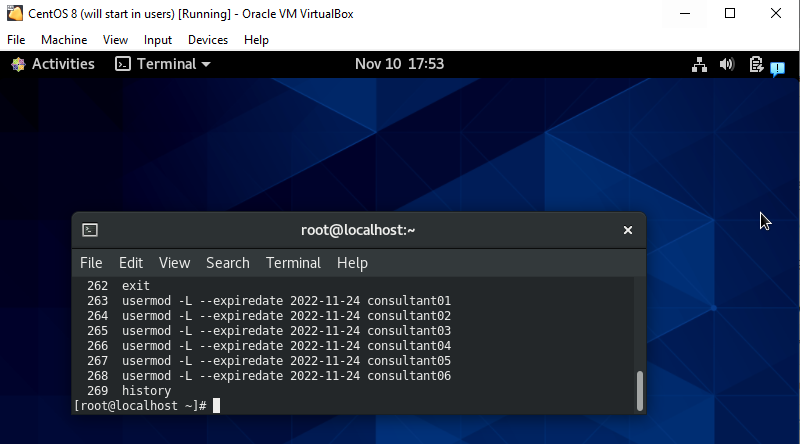 CentOS 8 (will start in users) [Running] - Oracle VM VirtualBox
File Machine View Input Devices Help
Activities Terminal Nov 10 17:53
root@localhost:~
File Edit View Search Terminal Help
262 exit
263 usermod -L --expiredate 2022-11-24 consultant01
264 usermod -L --expiredate 2022-11-24 consultant02
265 usermod -L --expiredate 2022-11-24 consultant03
266 usermod -L --expiredate 2022-11-24 consultant04
267 usermod -L --expiredate 2022-11-24 consultant05
268 usermod -L --expiredate 2022-11-24 consultant06
269 history
[root@localhost ~]#